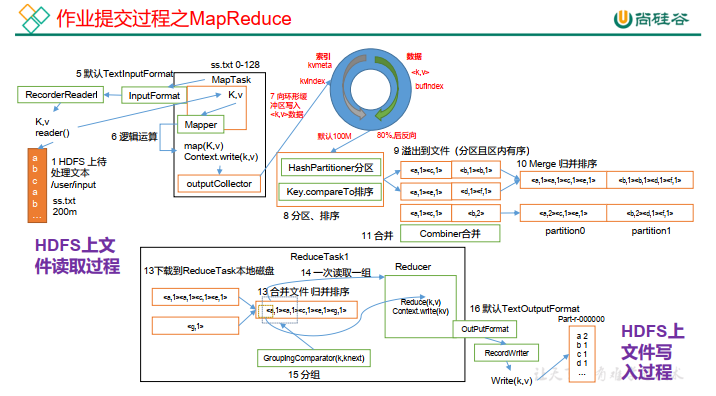 作业提交过程之MapReduce
尚硅谷
ss.txt 0-128
MapTask
5 默认TextInputFormat
RecorderReaderl
InputFormat
K,v
K,v
reader()
Mapper
6 逻辑运算
map(K,v)
Context.write(k,v)
outputCollector
a
b
c
a
b
…
1 HDFS 上待
处理文本
/user/input
ss.txt
200m
HDFS上文
件读取过程
索引
kvmeta
kvindex
数据
<k,v>
bufindex
7 向环形缓
冲区写入
<k,v>数据
默认100M
80%,后反向
HashPartitioner分区
Key.compareTo排序
8 分区、排序
9 溢出到文件（分区且区内有序）
<a,1><c,1>
<b,1><b,1>
<a,1><e,1>
<d,1><f,1>
<a,1><c,1>
<b,2>
10 Merge 归并排序
<a,1><a,1><c,1><e,1>
<b,1><b,1><d,1><f,1>
<a,2><c,1><e,1>
<b,2><d,1><f,1>
11 合并
Combiner合并
partition0
partition1
ReduceTask1
13下载到ReduceTask本地磁盘
14 一次读取一组
Reducer
<a,1><a,1><c,1><e,1>
<g,1>
13 合并文件 归并排序
<a,1><a,1><c,1><e,1><g,1>
Reduce(k,v)
Context.write(kv)
GroupingComparator(k,knext)
15 分组
16 默认TextOutputFormat
OutPutFormat
RecordWriter
Write(k,v)
Part-r-000000
a 2
b 1
c 1
d 1
…
HDFS上
文件写
入过程